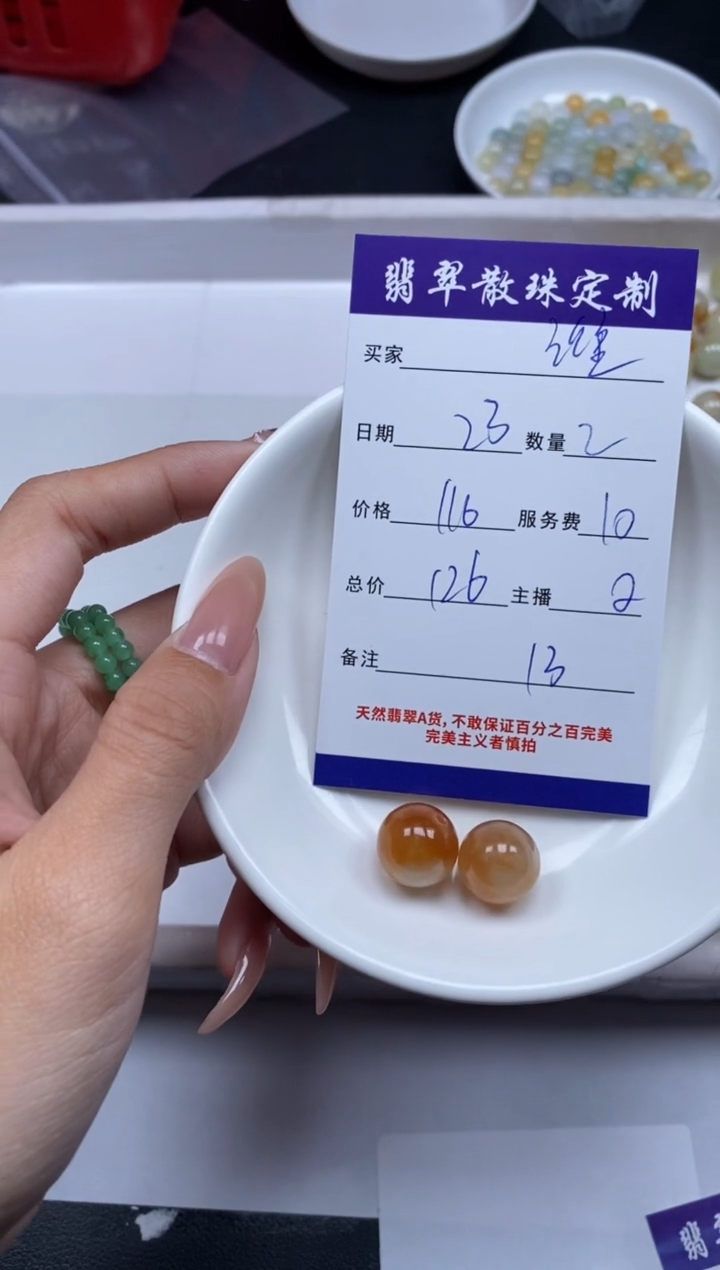 翡翠散珠定制
买家
日期 23 数量 2
价格 116 服务费 10
总价 126 主播
备注 13
天然翡翠A货，不敢保证百分之百完美
完美主义者慎拍
翡